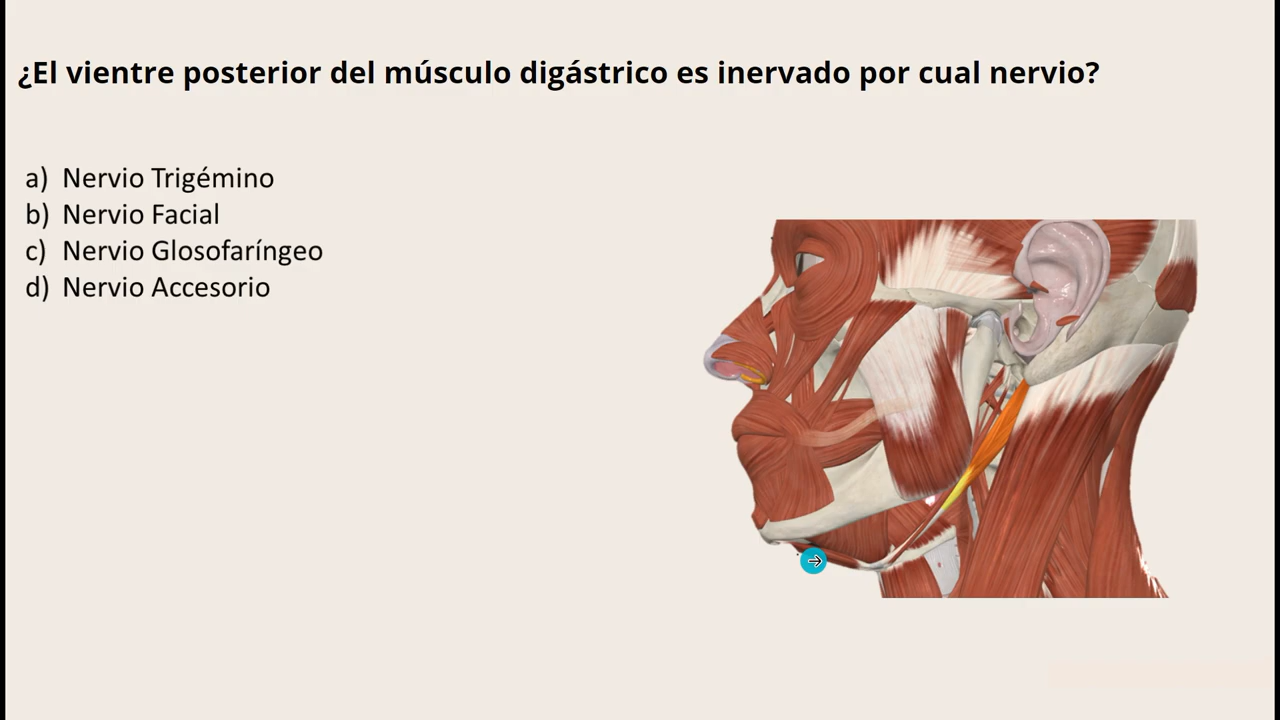 ¿El vientre posterior del músculo digástrico es inervado por cual nervio?
a) Nervio Trigémino
b) Nervio Facial
c) Nervio Glosofaríngeo
d) Nervio Accesorio